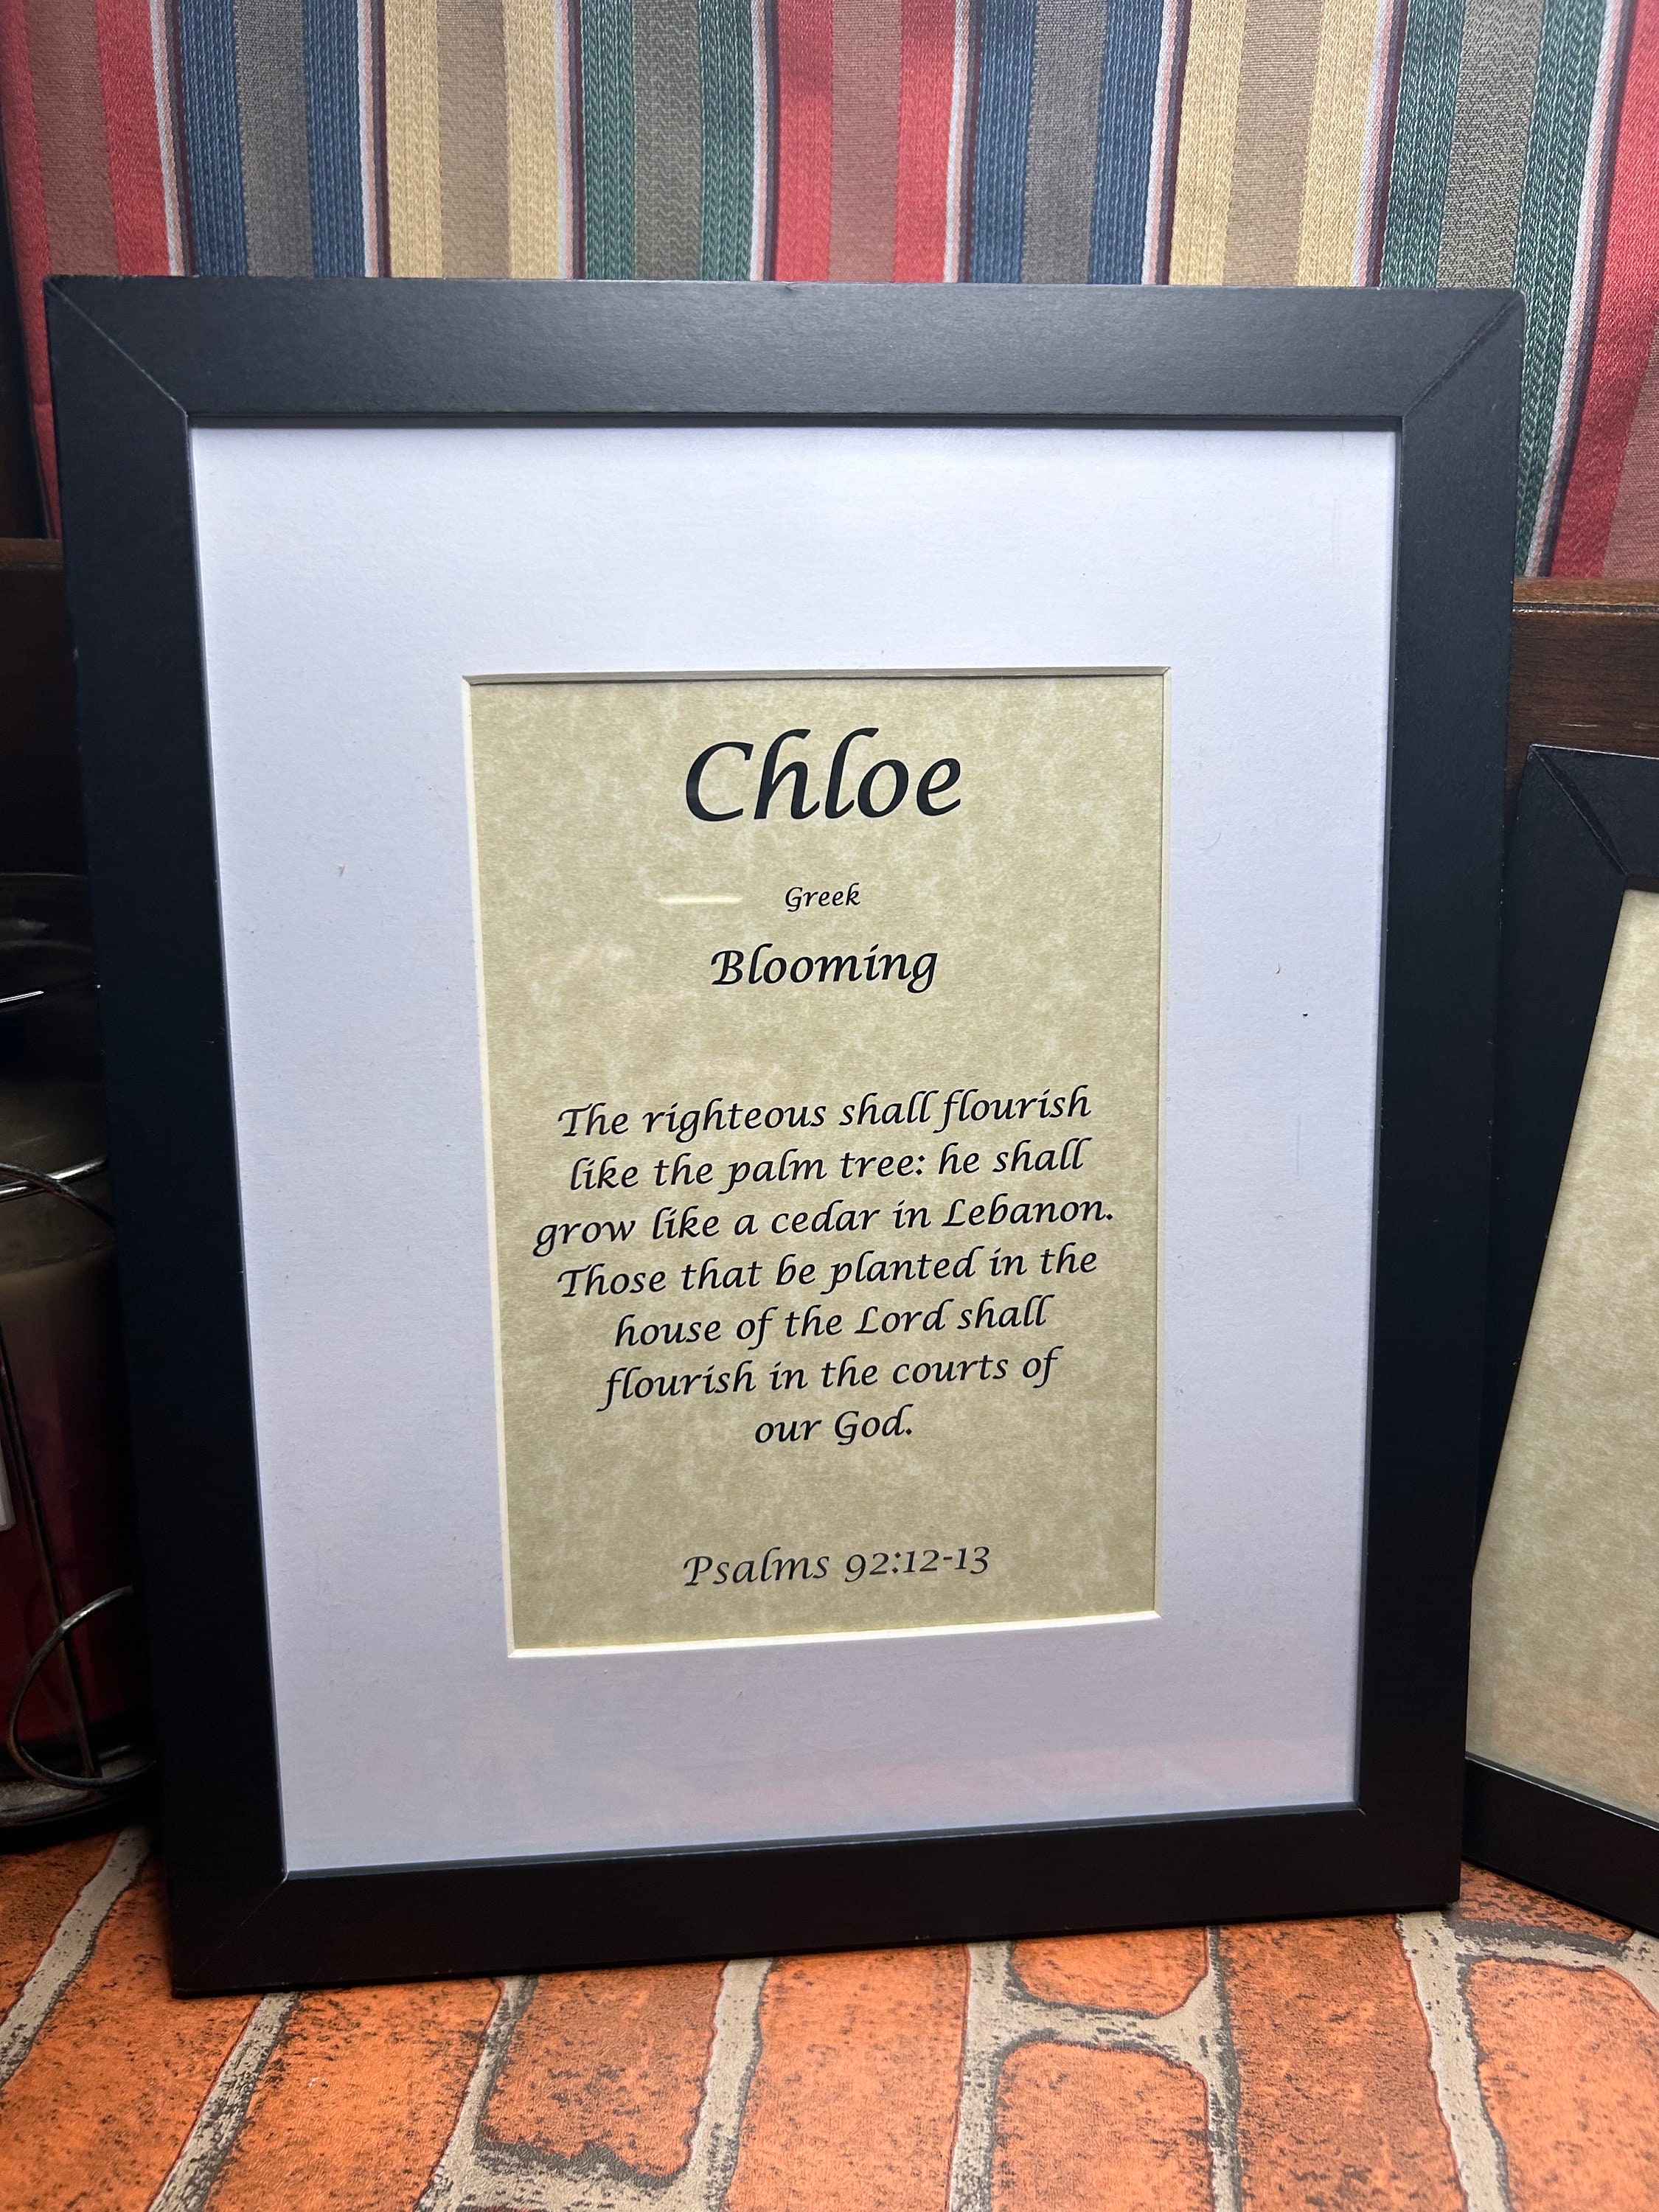 Chloe
Greek
Blooming
The righteous shall flourish
like the palm tree: he shall
grow like a cedar in Lebanon.
Those that be planted in the
house of the Lord shall
flourish in the courts of
our God.
Psalms 92:12-13